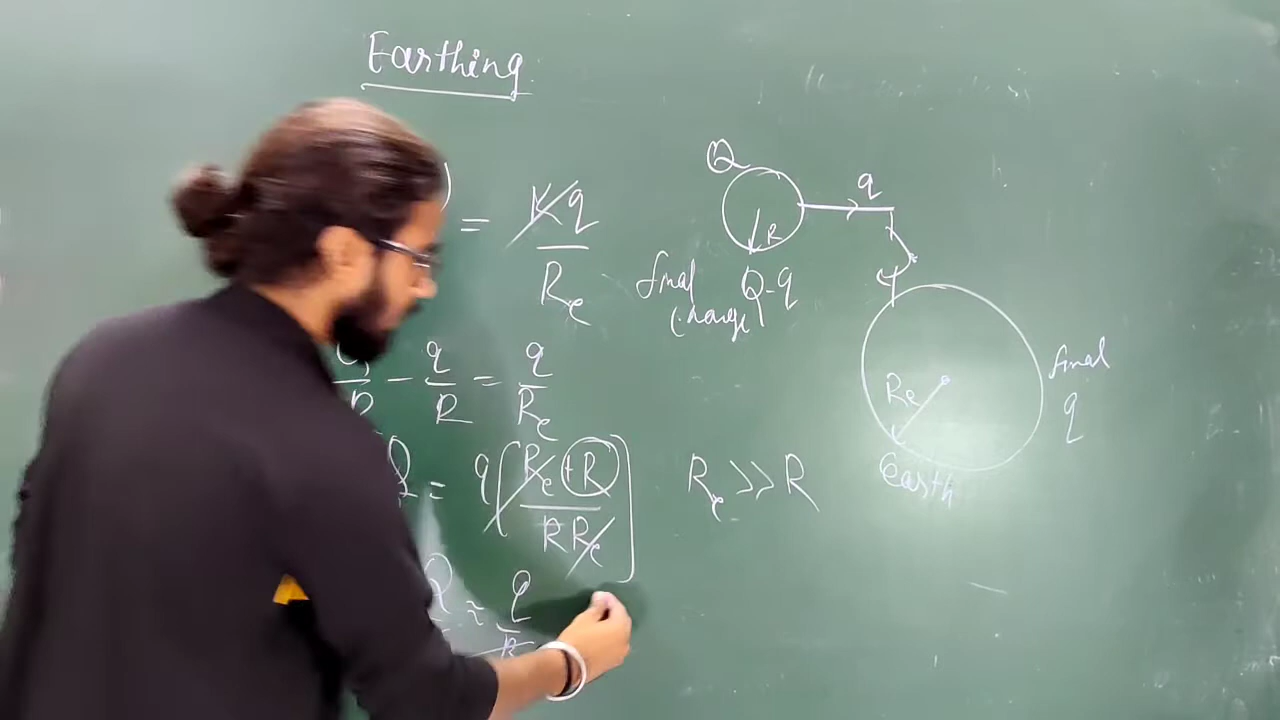 Earthing
) = Kq / Re
Q/R - q/R = q/Re
Q = q [Re + R / R Re]
Re >> R
Q ≈ q / R
Q
q
R
final charge Q-q
Re
Earth
final q